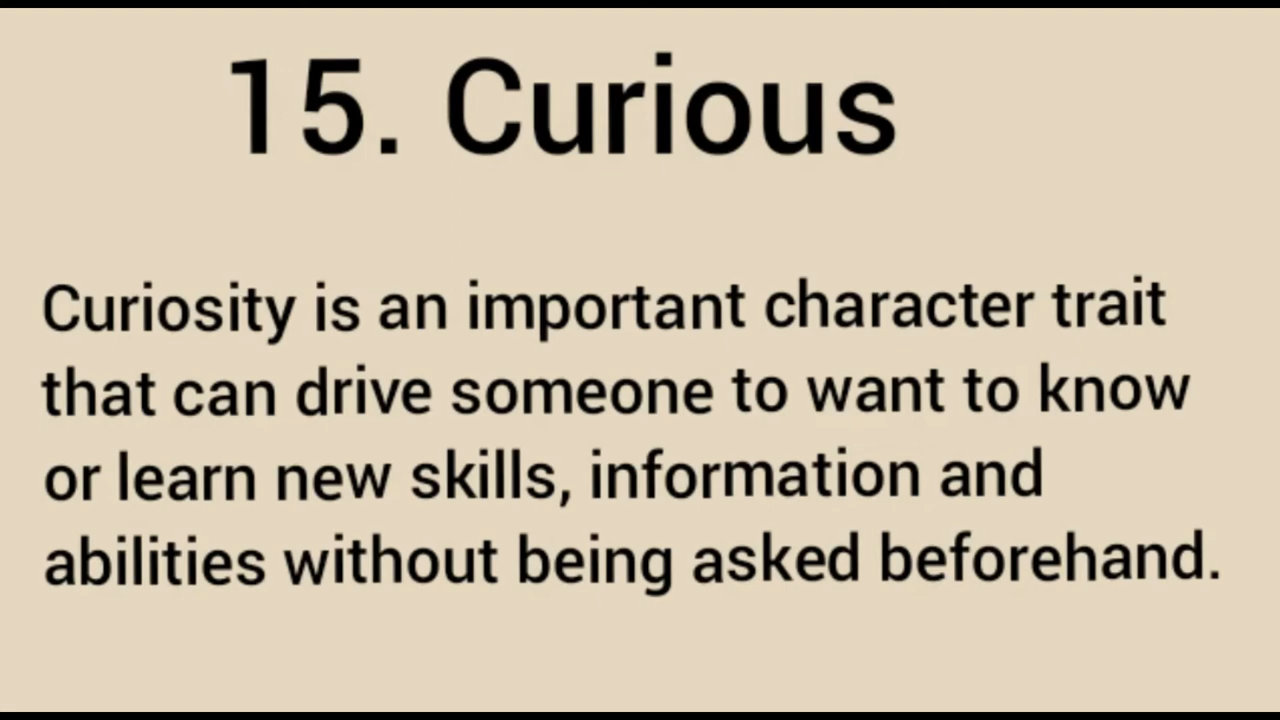 15. Curious
Curiosity is an important character trait
that can drive someone to want to know
or learn new skills, information and
abilities without being asked beforehand.